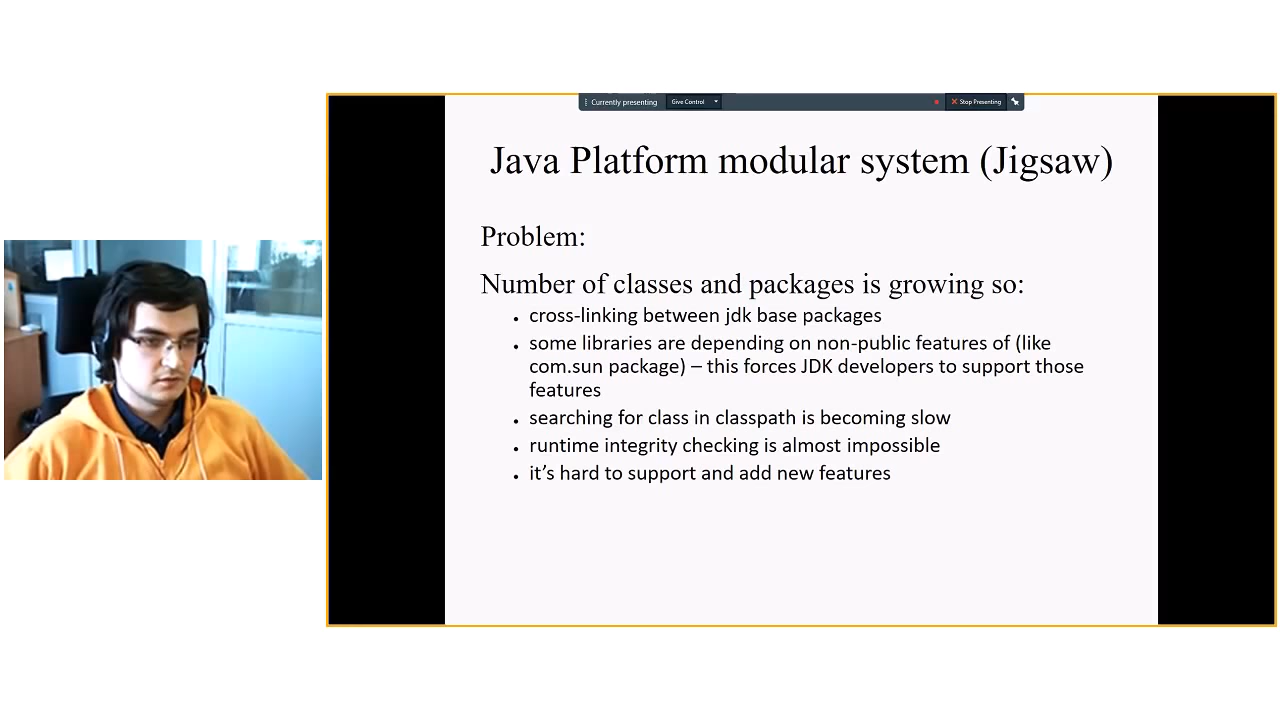 Currently presenting Give Control Stop Presenting
Java Platform modular system (Jigsaw)
Problem:
Number of classes and packages is growing so:
• cross-linking between jdk base packages
• some libraries are depending on non-public features of (like
com.sun package) – this forces JDK developers to support those
features
• searching for class in classpath is becoming slow
• runtime integrity checking is almost impossible
• it’s hard to support and add new features